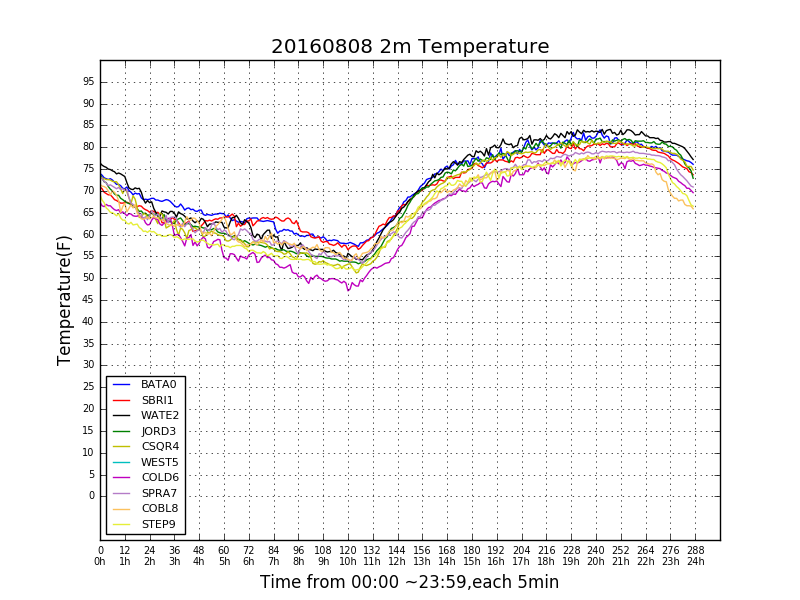 20160808 2m Temperature
95
90
85
80
75
70
65
60
55
50
45
40
35
30
25
20
15
10
5
0
Temperature(F)
BATA0
SBRI1
WATE2
JORD3
CSQR4
WEST5
COLD6
SPRA7
COBL8
STEP9
0 12 24 36 48 60 72 84 96 108 120 132 144 156 168 180 192 204 216 228 240 252 264 276 288
0h 1h 2h 3h 4h 5h 6h 7h 8h 9h 10h 11h 12h 13h 14h 15h 16h 17h 18h 19h 20h 21h 22h 23h 24h
Time from 00:00 ~23:59,each 5min